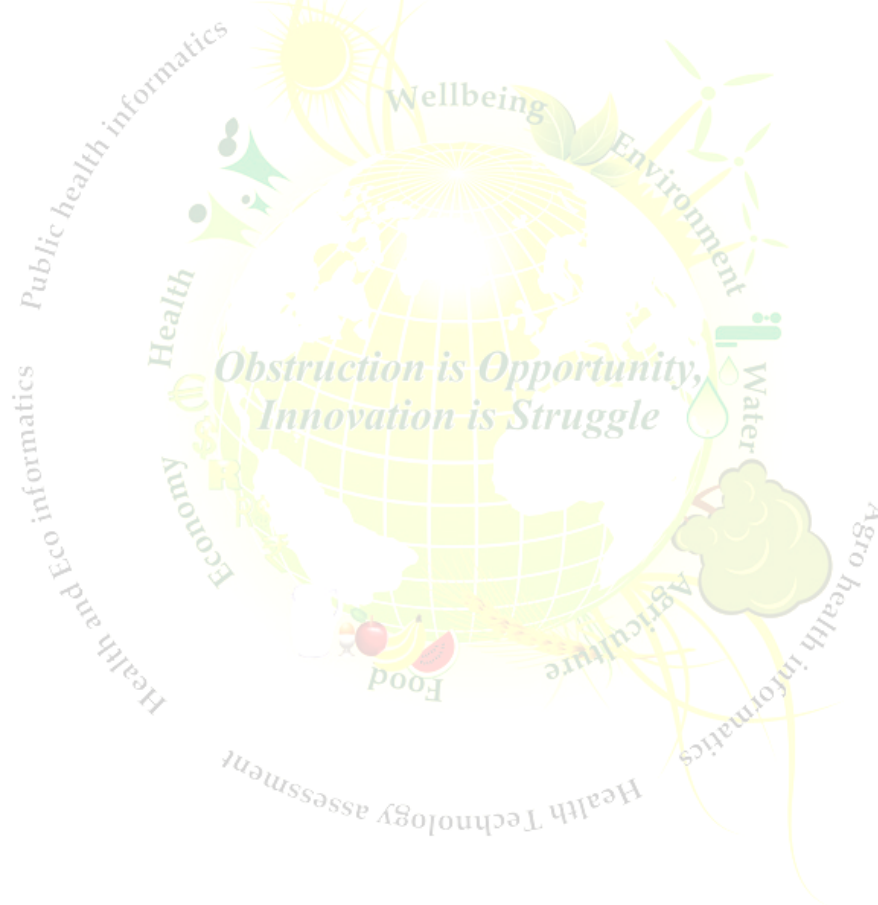 Public health informatics
Wellbeing
Environment
Health
Obstruction is Opportunity,
Innovation is Struggle
Water
Economy
Agriculture
Food
Health and Eco informatics
Agro health informatics
Health Technology assessment